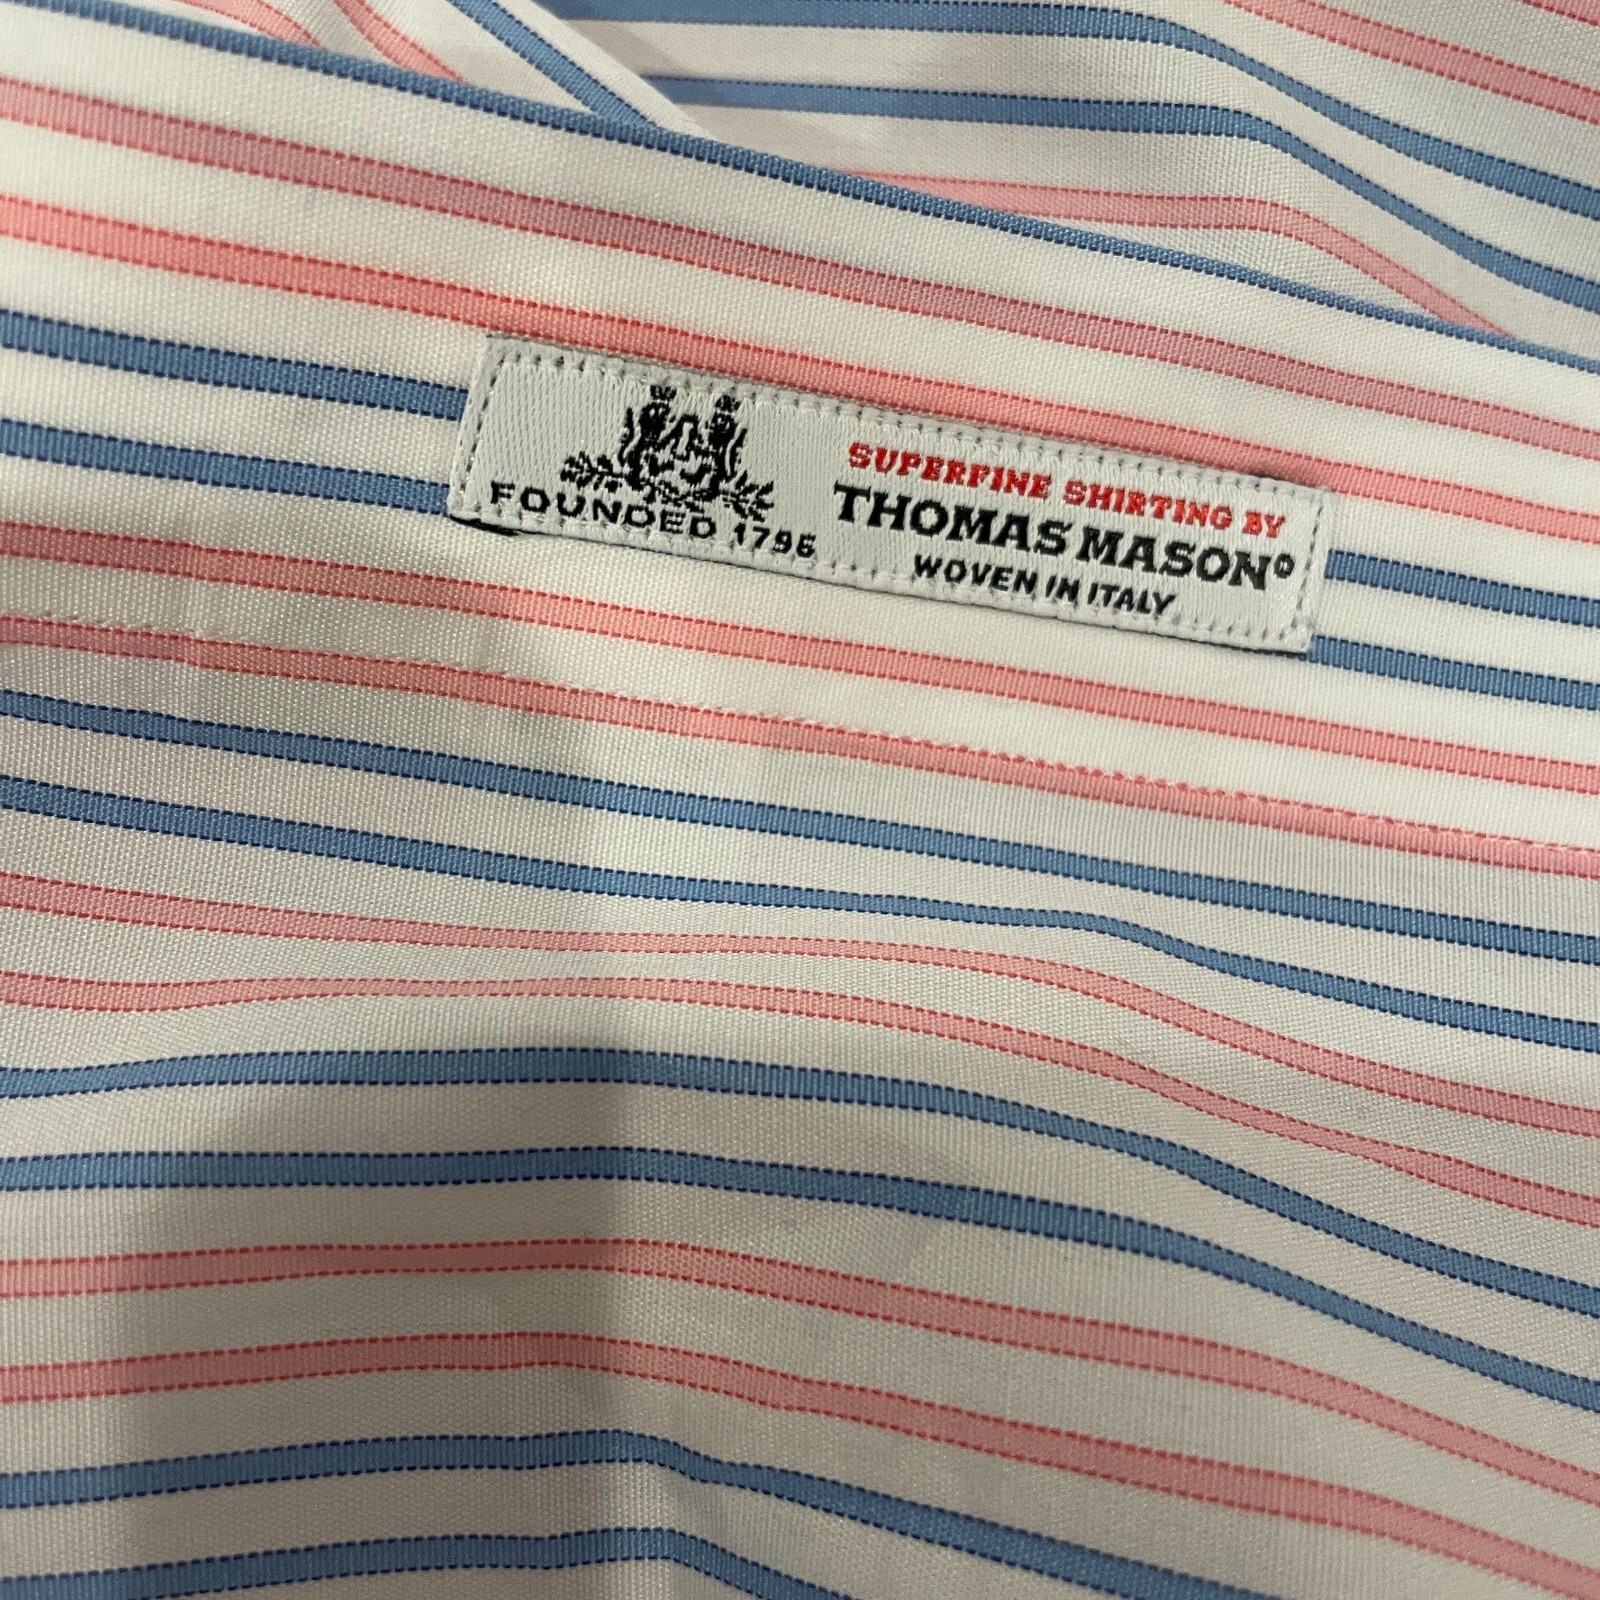 FOUNDED 1796
SUPERFINE SHIRTING BY
THOMAS MASON®
WOVEN IN ITALY